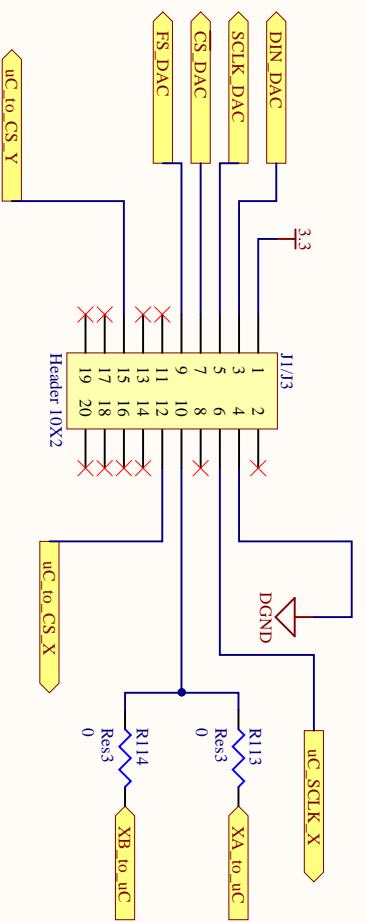 DIN_DAC
SCLK_DAC
CS_DAC
FS_DAC
uC_to_CS_Y
3.3
J1/J3
1 2
3 4
5 6
7 8
9 10
11 12
13 14
15 16
17 18
19 20
Header 10X2
DGND
uC_SCLK_X
uC_to_CS_X
R113
Res3
0
XA_to_uC
R114
Res3
0
XB_to_uC